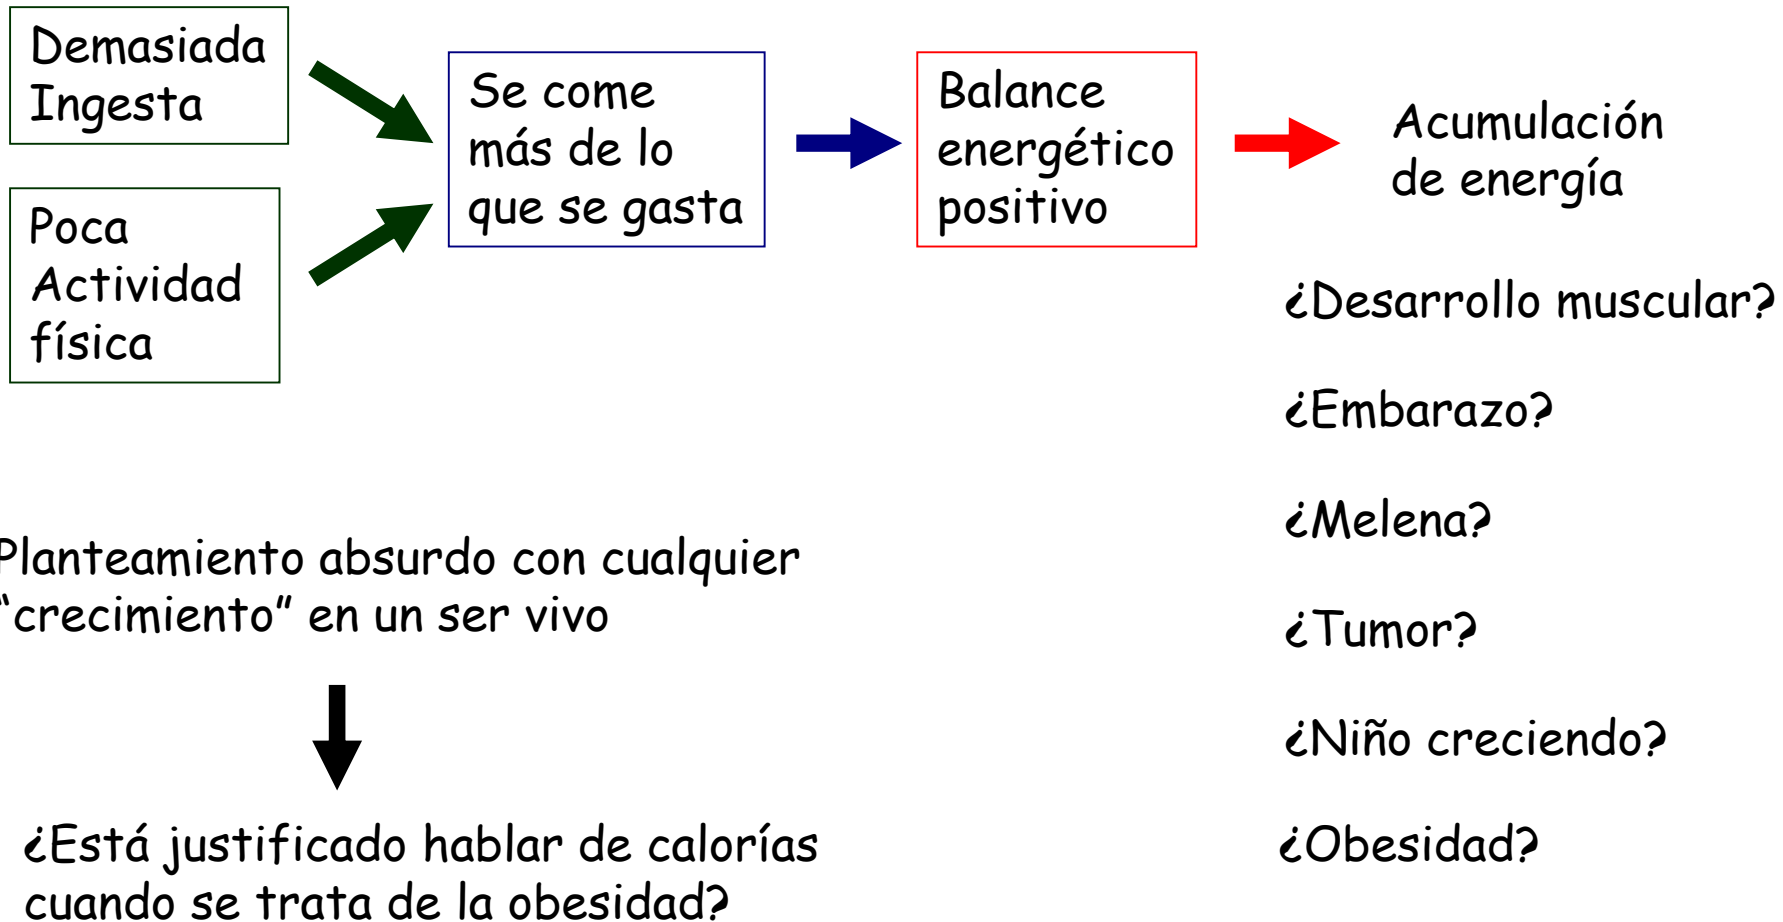 Demasiada
Ingesta
Poca
Actividad
física
Se come
más de lo
que se gasta
Balance
energético
positivo
Acumulación
de energía
¿Desarrollo muscular?
¿Embarazo?
¿Melena?
¿Tumor?
¿Niño creciendo?
¿Obesidad?
Planteamiento absurdo con cualquier
“crecimiento” en un ser vivo
¿Está justificado hablar de calorías
cuando se trata de la obesidad?